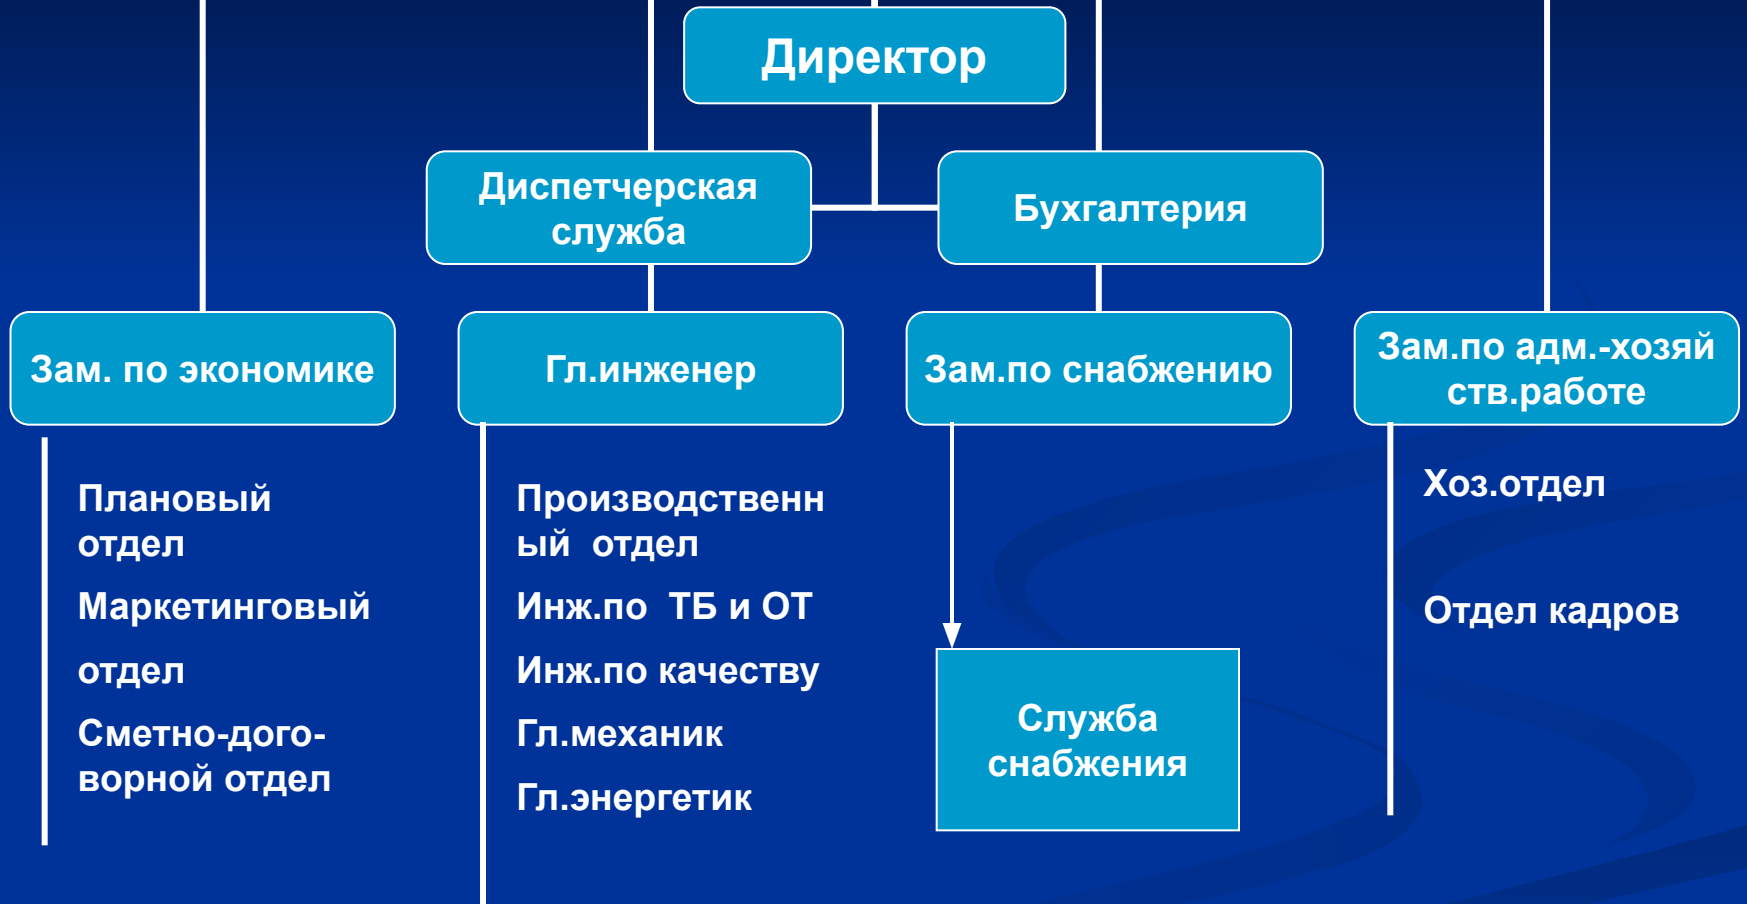 Директор
Диспетчерская
служба
Бухгалтерия
Зам. по экономике
Гл.инженер
Зам.по снабжению
Зам.по адм.-хозяй
ств.работе
Плановый
отдел
Маркетинговый
отдел
Сметно-дого-
ворной отдел
Производственн
ый  отдел
Инж.по  ТБ и ОТ
Инж.по качеству
Гл.механик
Гл.энергетик
Служба
снабжения
Хоз.отдел
Отдел кадров